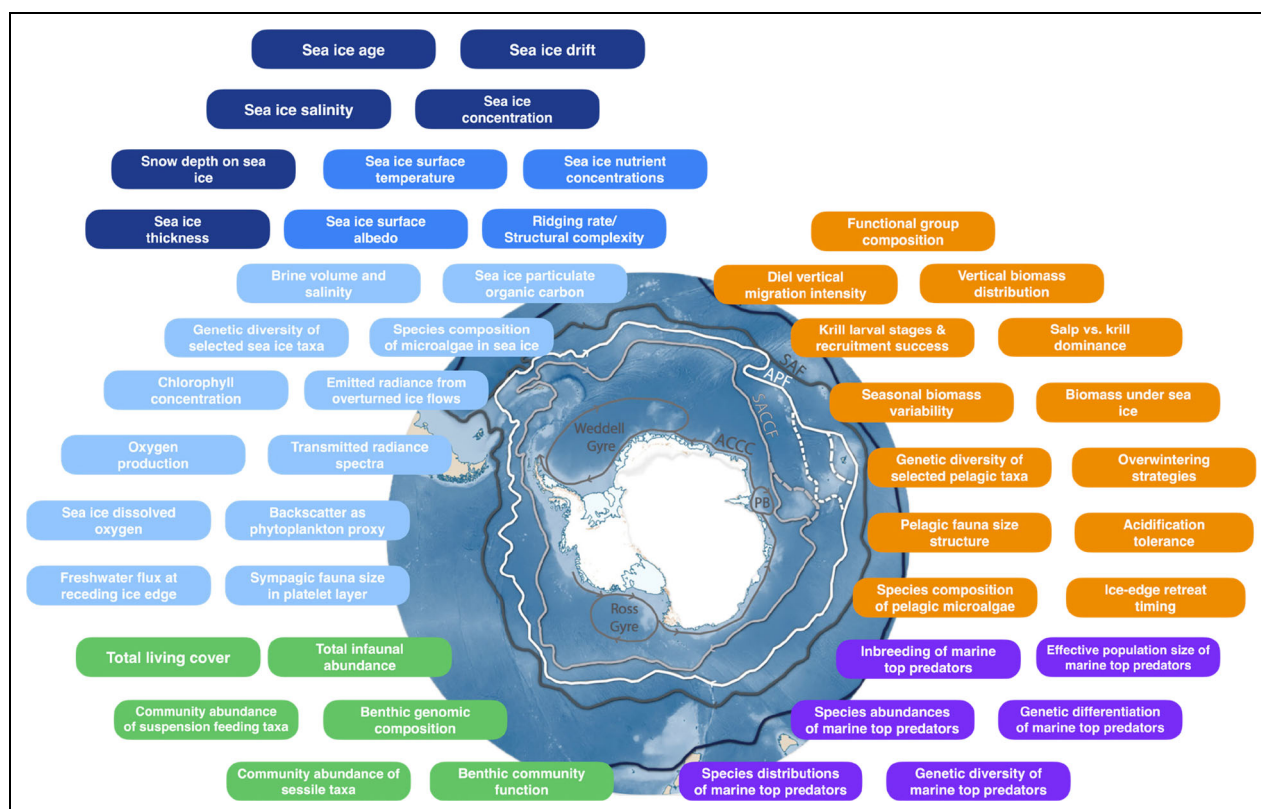 Sea ice age
Sea ice drift
Sea ice salinity
Sea ice
concentration
Snow depth on sea
ice
Sea ice surface
temperature
Sea ice nutrient
concentrations
Sea ice
thickness
Sea ice surface
albedo
Ridging rate/
Structural complexity
Functional group
composition
Brine volume and
salinity
Sea ice particulate
organic carbon
Diel vertical
migration intensity
Vertical biomass
distribution
Genetic diversity of
selected sea ice taxa
Species composition
of microalgae in sea ice
Krill larval stages &
recruitment success
Salp vs. krill
dominance
SAF
APF
SACCF
ACCC
Chlorophyll
concentration
Emitted radiance from
overturned ice flows
Seasonal biomass
variability
Biomass under sea
ice
Weddell
Gyre
Oxygen
production
Transmitted radiance
spectra
Genetic diversity of
selected pelagic taxa
Overwintering
strategies
PB
Sea ice dissolved
oxygen
Backscatter as
phytoplankton proxy
Pelagic fauna size
structure
Acidification
tolerance
Freshwater flux at
receding ice edge
Sympagic fauna size
in platelet layer
Species composition
of pelagic microalgae
Ice-edge retreat
timing
Ross
Gyre
Total living cover
Total infaunal
abundance
Inbreeding of marine
top predators
Effective population size of
marine top predators
Community abundance
of suspension feeding taxa
Benthic genomic
composition
Species abundances
of marine top predators
Genetic differentiation
of marine top predators
Community abundance of
sessile taxa
Benthic community
function
Species distributions
of marine top predators
Genetic diversity of
marine top predators